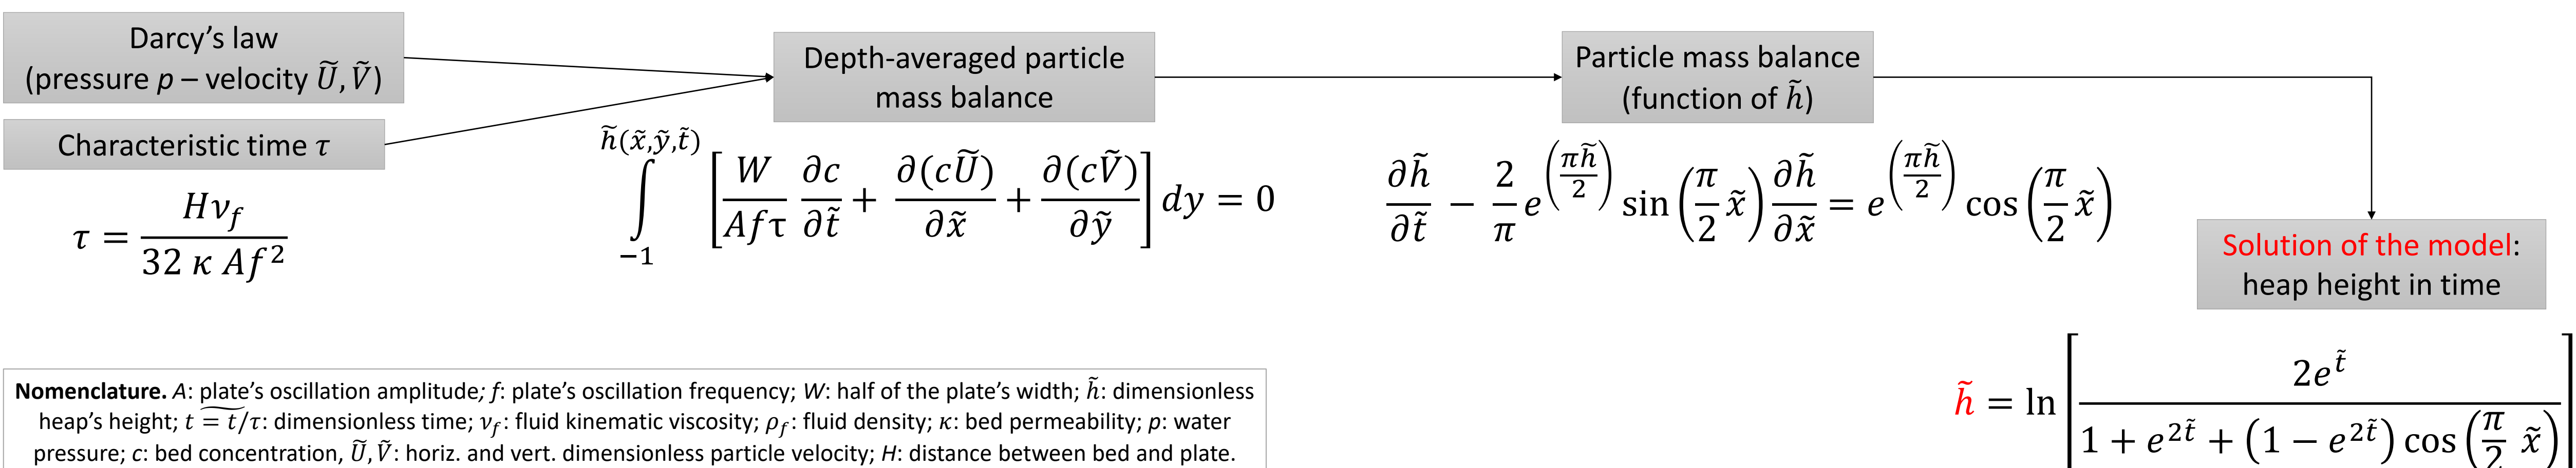 Darcy’s law
(pressure p – velocity Ũ, Ṽ)
Characteristic time τ
τ = Hν_f / (32 κ Af²)
Depth-averaged particle
mass balance
∫_{-1}^{h̃(x̃,ỹ,t̃)} [W/(Afτ) ∂c/∂t̃ + ∂(cŨ)/∂x̃ + ∂(cṼ)/∂ỹ] dy = 0
Particle mass balance
(function of h̃)
∂h̃/∂t̃ − (2/π) e^(πh̃/2) sin(π/2 x̃) ∂h̃/∂x̃ = e^(πh̃/2) cos(π/2 x̃)
Solution of the model:
heap height in time
h̃ = ln[2e^t̃ / (1 + e^{2t̃} + (1 − e^{2t̃}) cos(π/2 x̃))]
Nomenclature. A: plate’s oscillation amplitude; f: plate’s oscillation frequency; W: half of the plate’s width; h̃: dimensionless
heap’s height; t͠ = t/τ: dimensionless time; ν_f: fluid kinematic viscosity; ρ_f: fluid density; κ: bed permeability; p: water
pressure; c: bed concentration, Ũ, Ṽ: horiz. and vert. dimensionless particle velocity; H: distance between bed and plate.